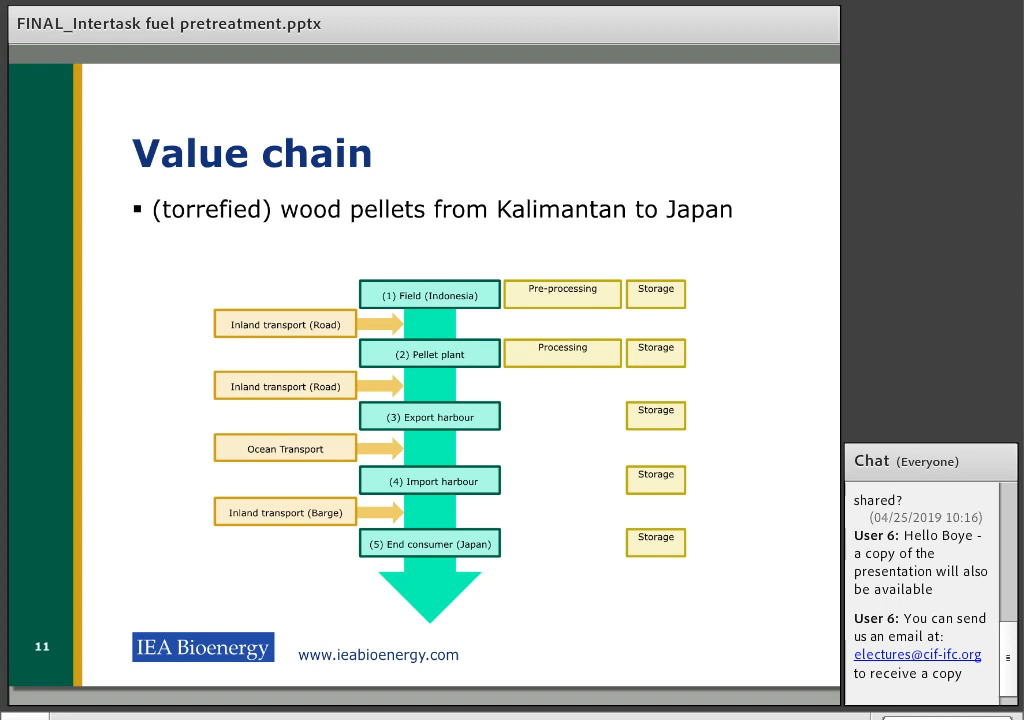 FINAL_Intertask fuel pretreatment.pptx
Value chain
▪ (torrefied) wood pellets from Kalimantan to Japan
(1) Field (Indonesia)
Pre-processing
Storage
Inland transport (Road)
(2) Pellet plant
Processing
Storage
Inland transport (Road)
(3) Export harbour
Storage
Ocean Transport
(4) Import harbour
Storage
Inland transport (Barge)
(5) End consumer (Japan)
Storage
11
IEA Bioenergy
www.ieabioenergy.com
Chat (Everyone)
shared?
(04/25/2019 10:16)
User 6: Hello Boye -
a copy of the
presentation will also
be available
User 6: You can send
us an email at:
electures@cif-ifc.org
to receive a copy